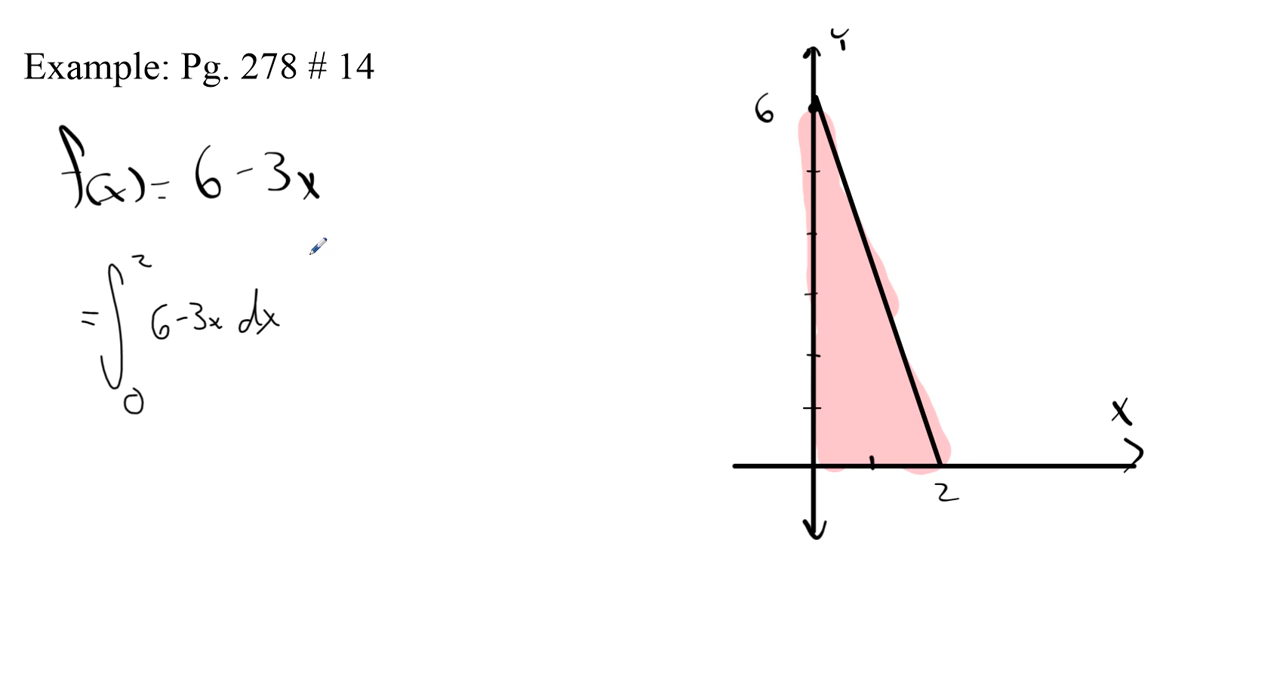 Example: Pg. 278 # 14
f(x) = 6 - 3x
= ∫₀² 6-3x dx
Y
6
X
2